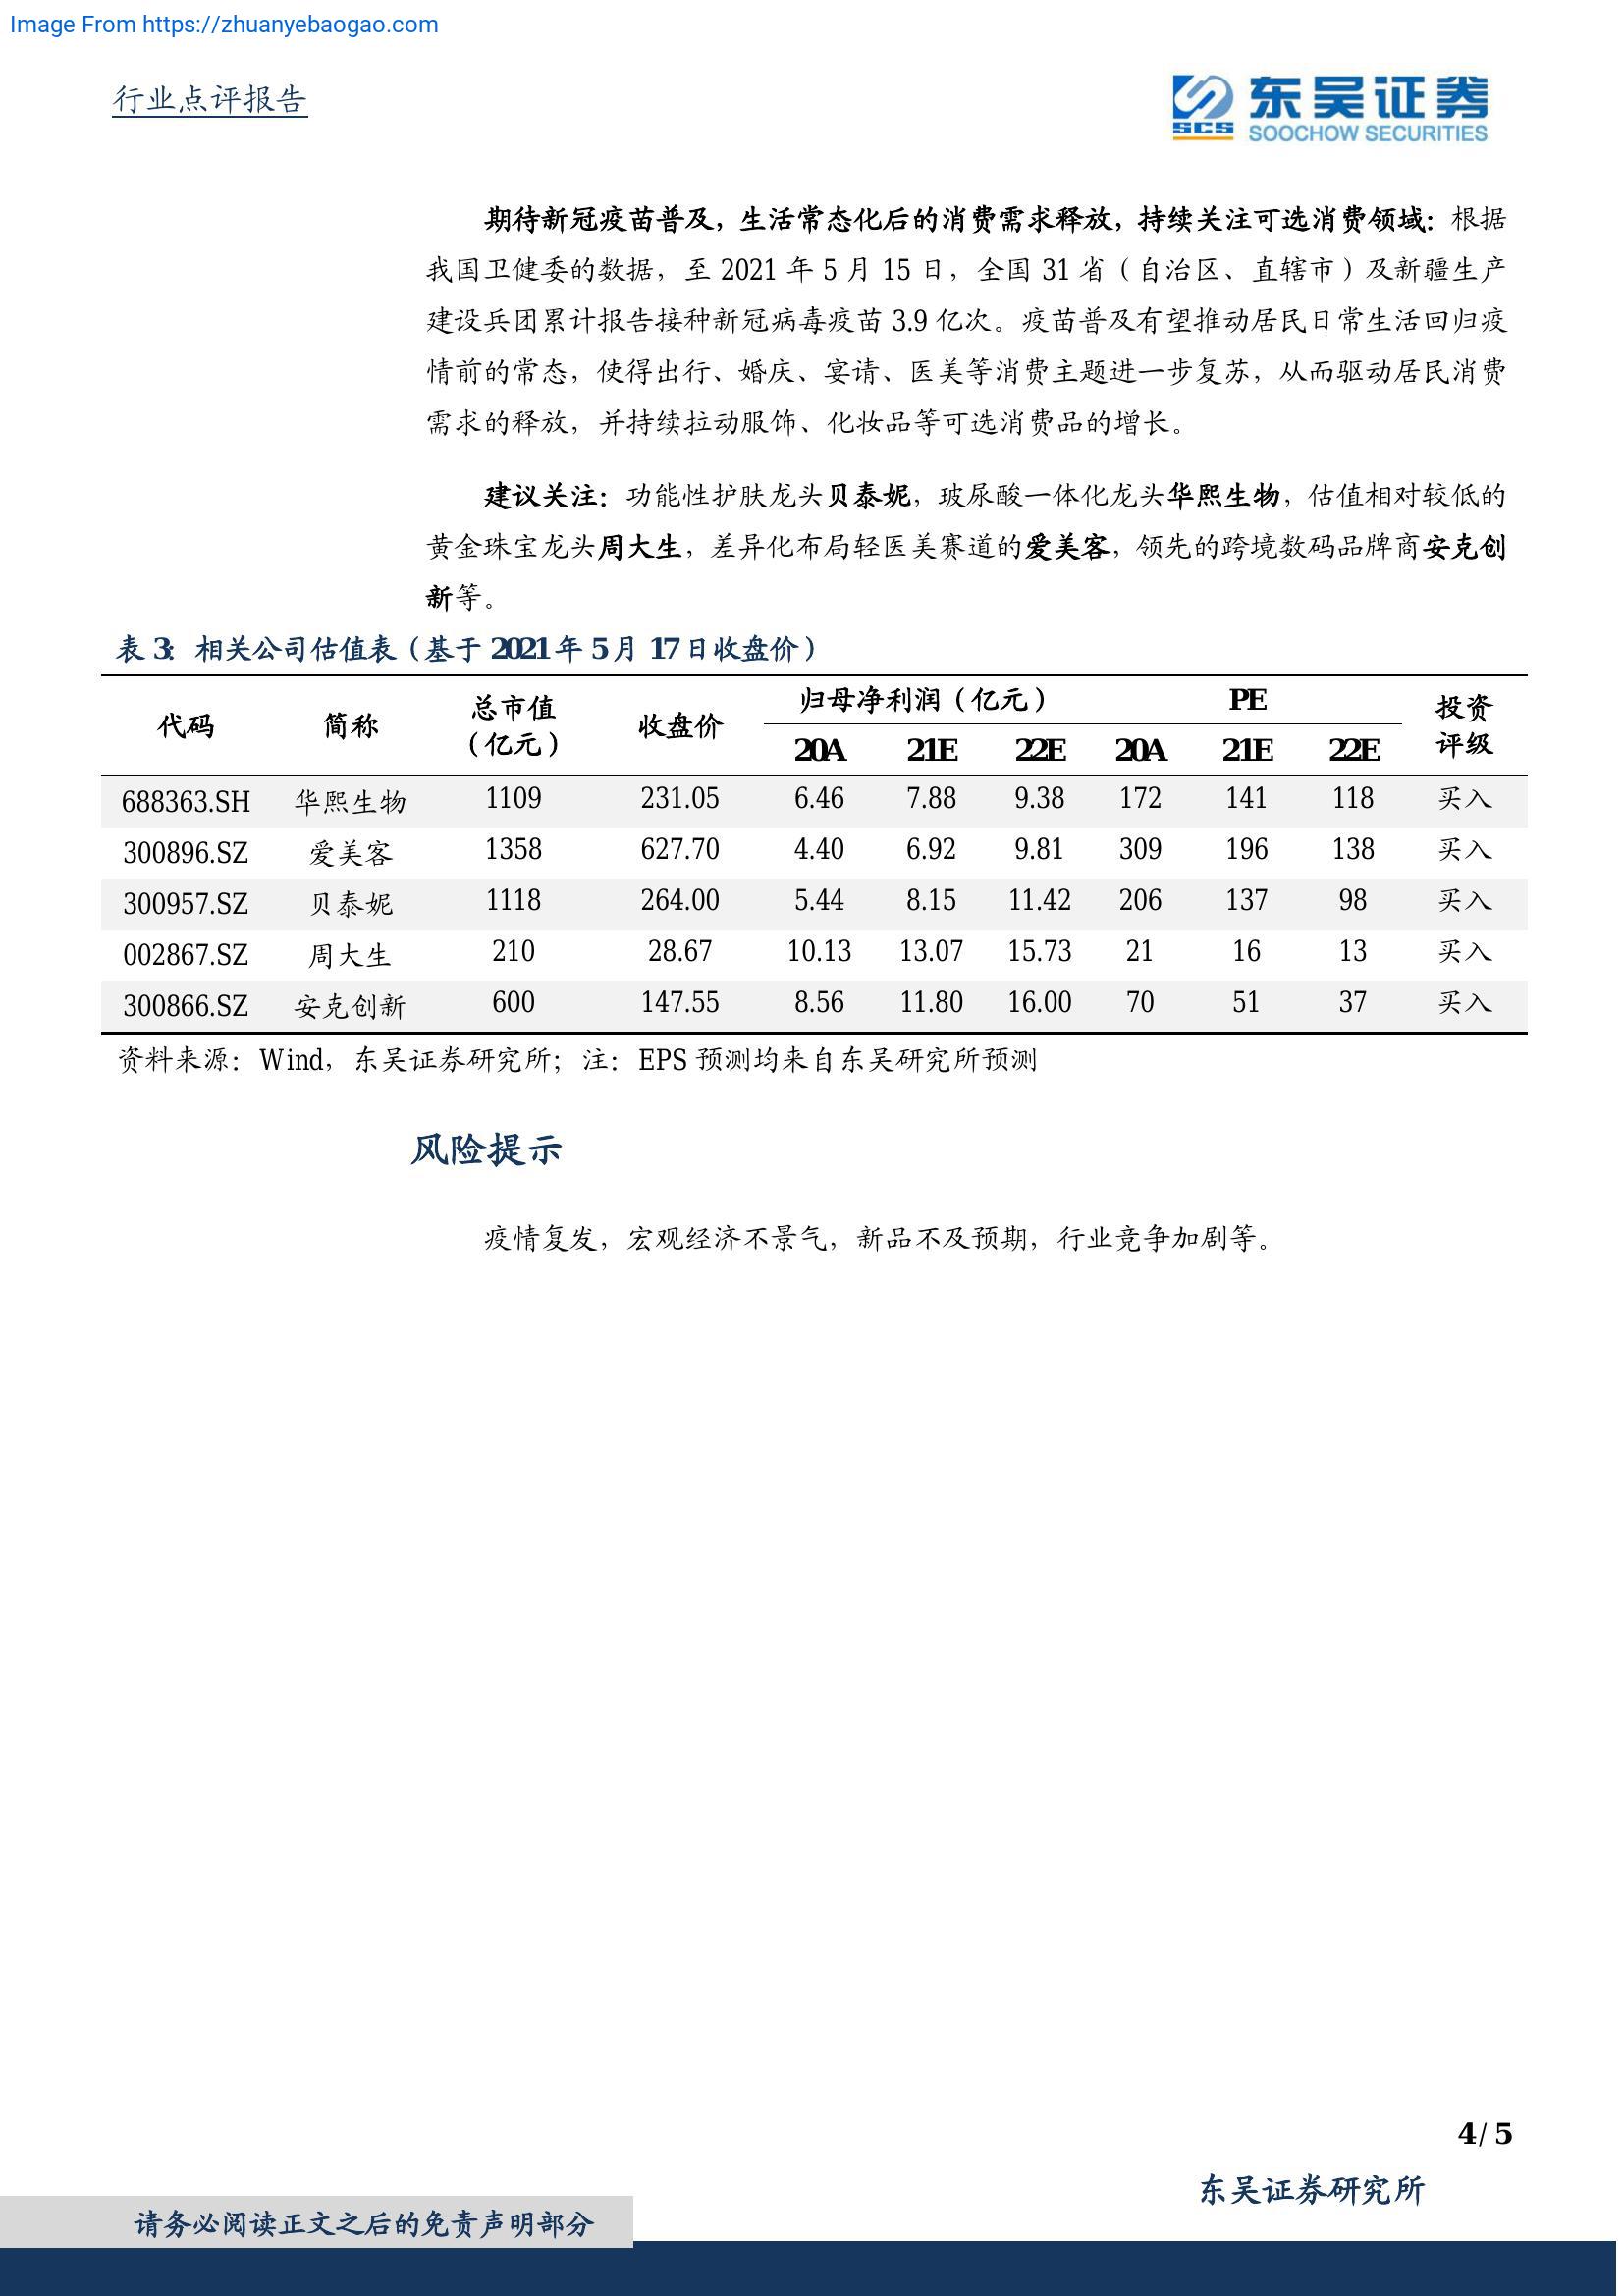 Image From https://zhuanyebaogao.com
行业点评报告
SCS 东吴证券
SOOCHOW SECURITIES
期待新冠疫苗普及，生活常态化后的消费需求释放，持续关注可选消费领域：根据
我国卫健委的数据，至 2021 年 5 月 15 日，全国 31 省（自治区、直辖市）及新疆生产
建设兵团累计报告接种新冠病毒疫苗 3.9 亿次。疫苗普及有望推动居民日常生活回归疫
情前的常态，使得出行、婚庆、宴请、医美等消费主题进一步复苏，从而驱动居民消费
需求的释放，并持续拉动服饰、化妆品等可选消费品的增长。
建议关注：功能性护肤龙头贝泰妮，玻尿酸一体化龙头华熙生物，估值相对较低的
黄金珠宝龙头周大生，差异化布局轻医美赛道的爱美客，领先的跨境数码品牌商安克创
新等。
表 3：相关公司估值表（基于 2021 年 5 月 17 日收盘价）
代码 简称 总市值（亿元） 收盘价 归母净利润（亿元） PE 投资评级
20A 21E 22E 20A 21E 22E
688363.SH 华熙生物 1109 231.05 6.46 7.88 9.38 172 141 118 买入
300896.SZ 爱美客 1358 627.70 4.40 6.92 9.81 309 196 138 买入
300957.SZ 贝泰妮 1118 264.00 5.44 8.15 11.42 206 137 98 买入
002867.SZ 周大生 210 28.67 10.13 13.07 15.73 21 16 13 买入
300866.SZ 安克创新 600 147.55 8.56 11.80 16.00 70 51 37 买入
资料来源：Wind，东吴证券研究所；注：EPS 预测均来自东吴研究所预测
风险提示
疫情复发，宏观经济不景气，新品不及预期，行业竞争加剧等。
4 / 5
东吴证券研究所
请务必阅读正文之后的免责声明部分